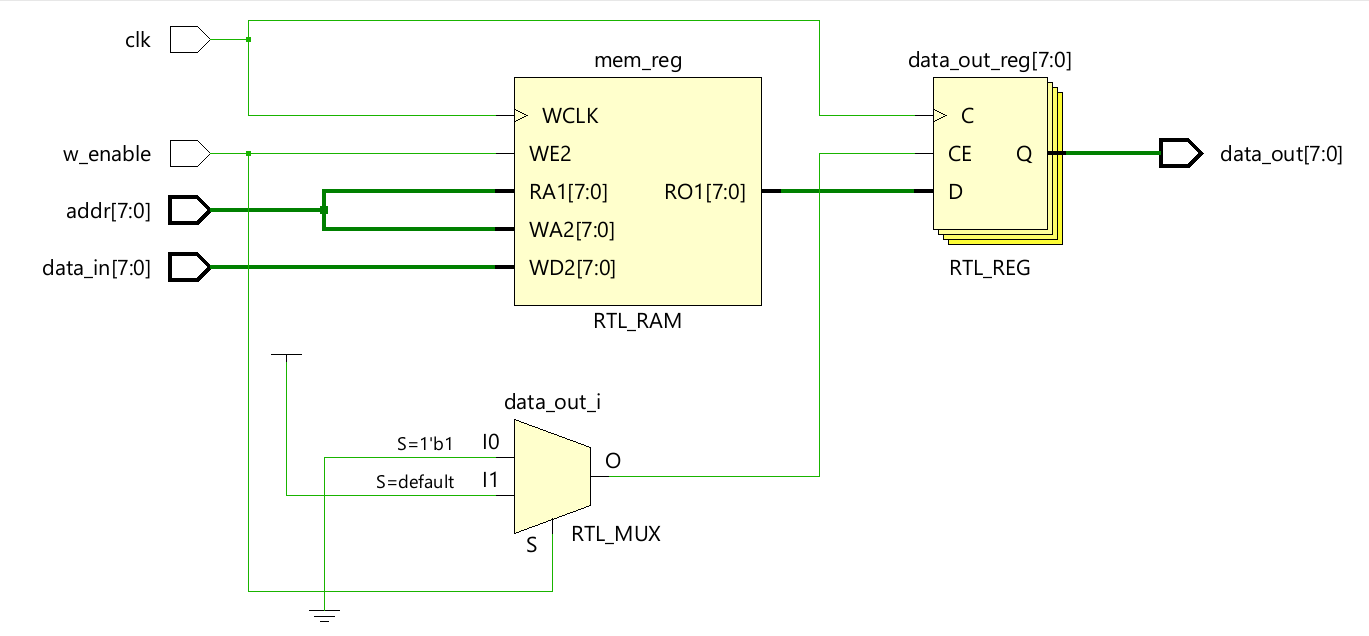 clk
w_enable
addr[7:0]
data_in[7:0]
mem_reg
WCLK
WE2
RA1[7:0]
RO1[7:0]
WA2[7:0]
WD2[7:0]
RTL_RAM
data_out_reg[7:0]
C
CE
Q
D
RTL_REG
data_out[7:0]
data_out_i
S=1'b1
I0
S=default
I1
O
S
RTL_MUX